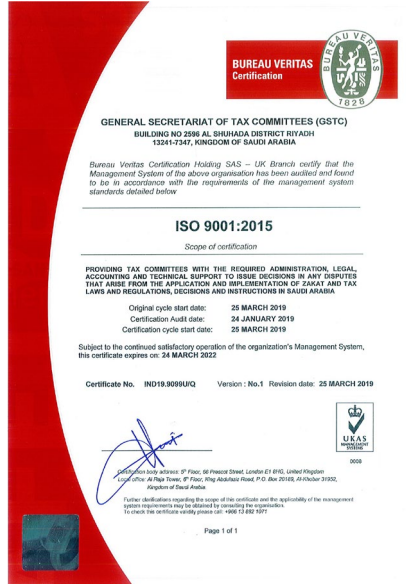 BUREAU VERITAS
Certification
BUREAU VERITAS
1828
GENERAL SECRETARIAT OF TAX COMMITTEES (GSTC)
BUILDING NO 2596 AL SHUHADA DISTRICT RIYADH
13241-7347, KINGDOM OF SAUDI ARABIA
Bureau Veritas Certification Holding SAS – UK Branch certify that the
Management System of the above organisation has been audited and found
to be in accordance with the requirements of the management system
standards detailed below
ISO 9001:2015
Scope of certification
PROVIDING TAX COMMITTEES WITH THE REQUIRED ADMINISTRATION, LEGAL,
ACCOUNTING AND TECHNICAL SUPPORT TO ISSUE DECISIONS IN ANY DISPUTES
THAT ARISE FROM THE APPLICATION AND IMPLEMENTATION OF ZAKAT AND TAX
LAWS AND REGULATIONS, DECISIONS AND INSTRUCTIONS IN SAUDI ARABIA
Original cycle start date: 25 MARCH 2019
Certification Audit date: 24 JANUARY 2019
Certification cycle start date: 25 MARCH 2019
Subject to the continued satisfactory operation of the organization's Management System,
this certificate expires on: 24 MARCH 2022
Certificate No. IND19.9099U/Q Version : No.1 Revision date: 25 MARCH 2019
UKAS
MANAGEMENT
SYSTEMS
0008
Certification body address: 5th Floor, 66 Prescot Street, London E1 8HG, United Kingdom
Local office: Al Raja Tower, 6th Floor, King Abdulaziz Road, P.O. Box 20189, Al-Khobar 31952,
Kingdom of Saudi Arabia
Further clarifications regarding the scope of this certificate and the applicability of the management
system requirements may be obtained by consulting the organisation.
To check this certificate validity please call: +966 13 882 1071
Page 1 of 1